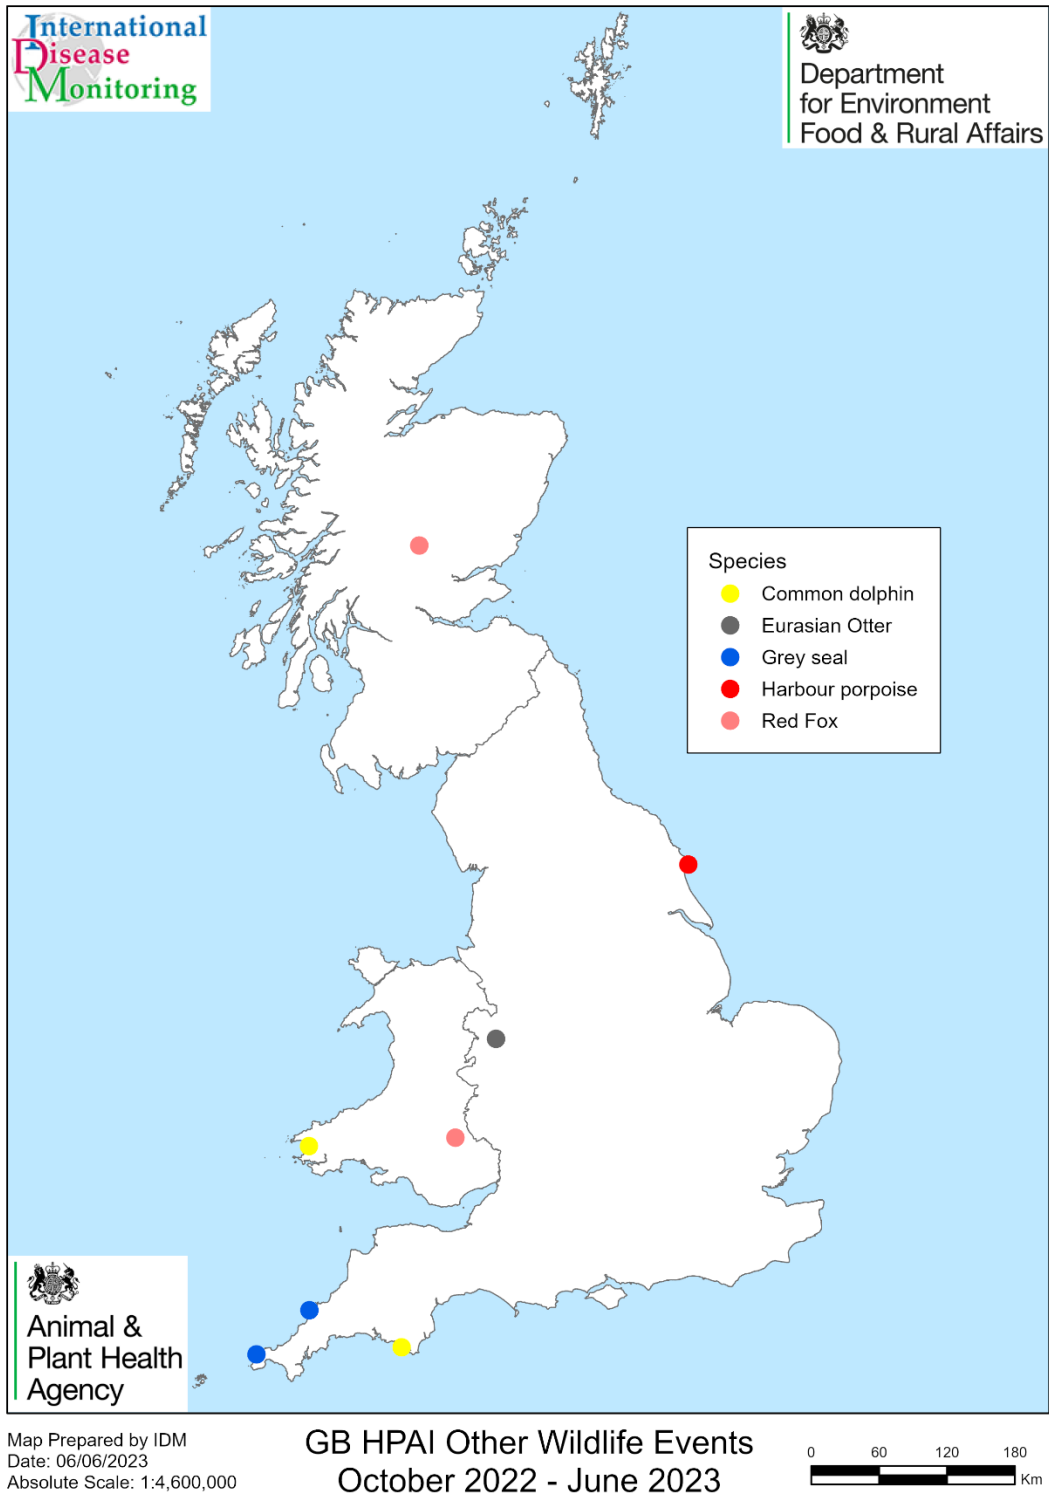 International
Disease
Monitoring
Department
for Environment
Food & Rural Affairs
Species
Common dolphin
Eurasian Otter
Grey seal
Harbour porpoise
Red Fox
Animal &
Plant Health
Agency
Map Prepared by IDM
Date: 06/06/2023
Absolute Scale: 1:4,600,000
GB HPAI Other Wildlife Events
October 2022 - June 2023
0 60 120 180
Km